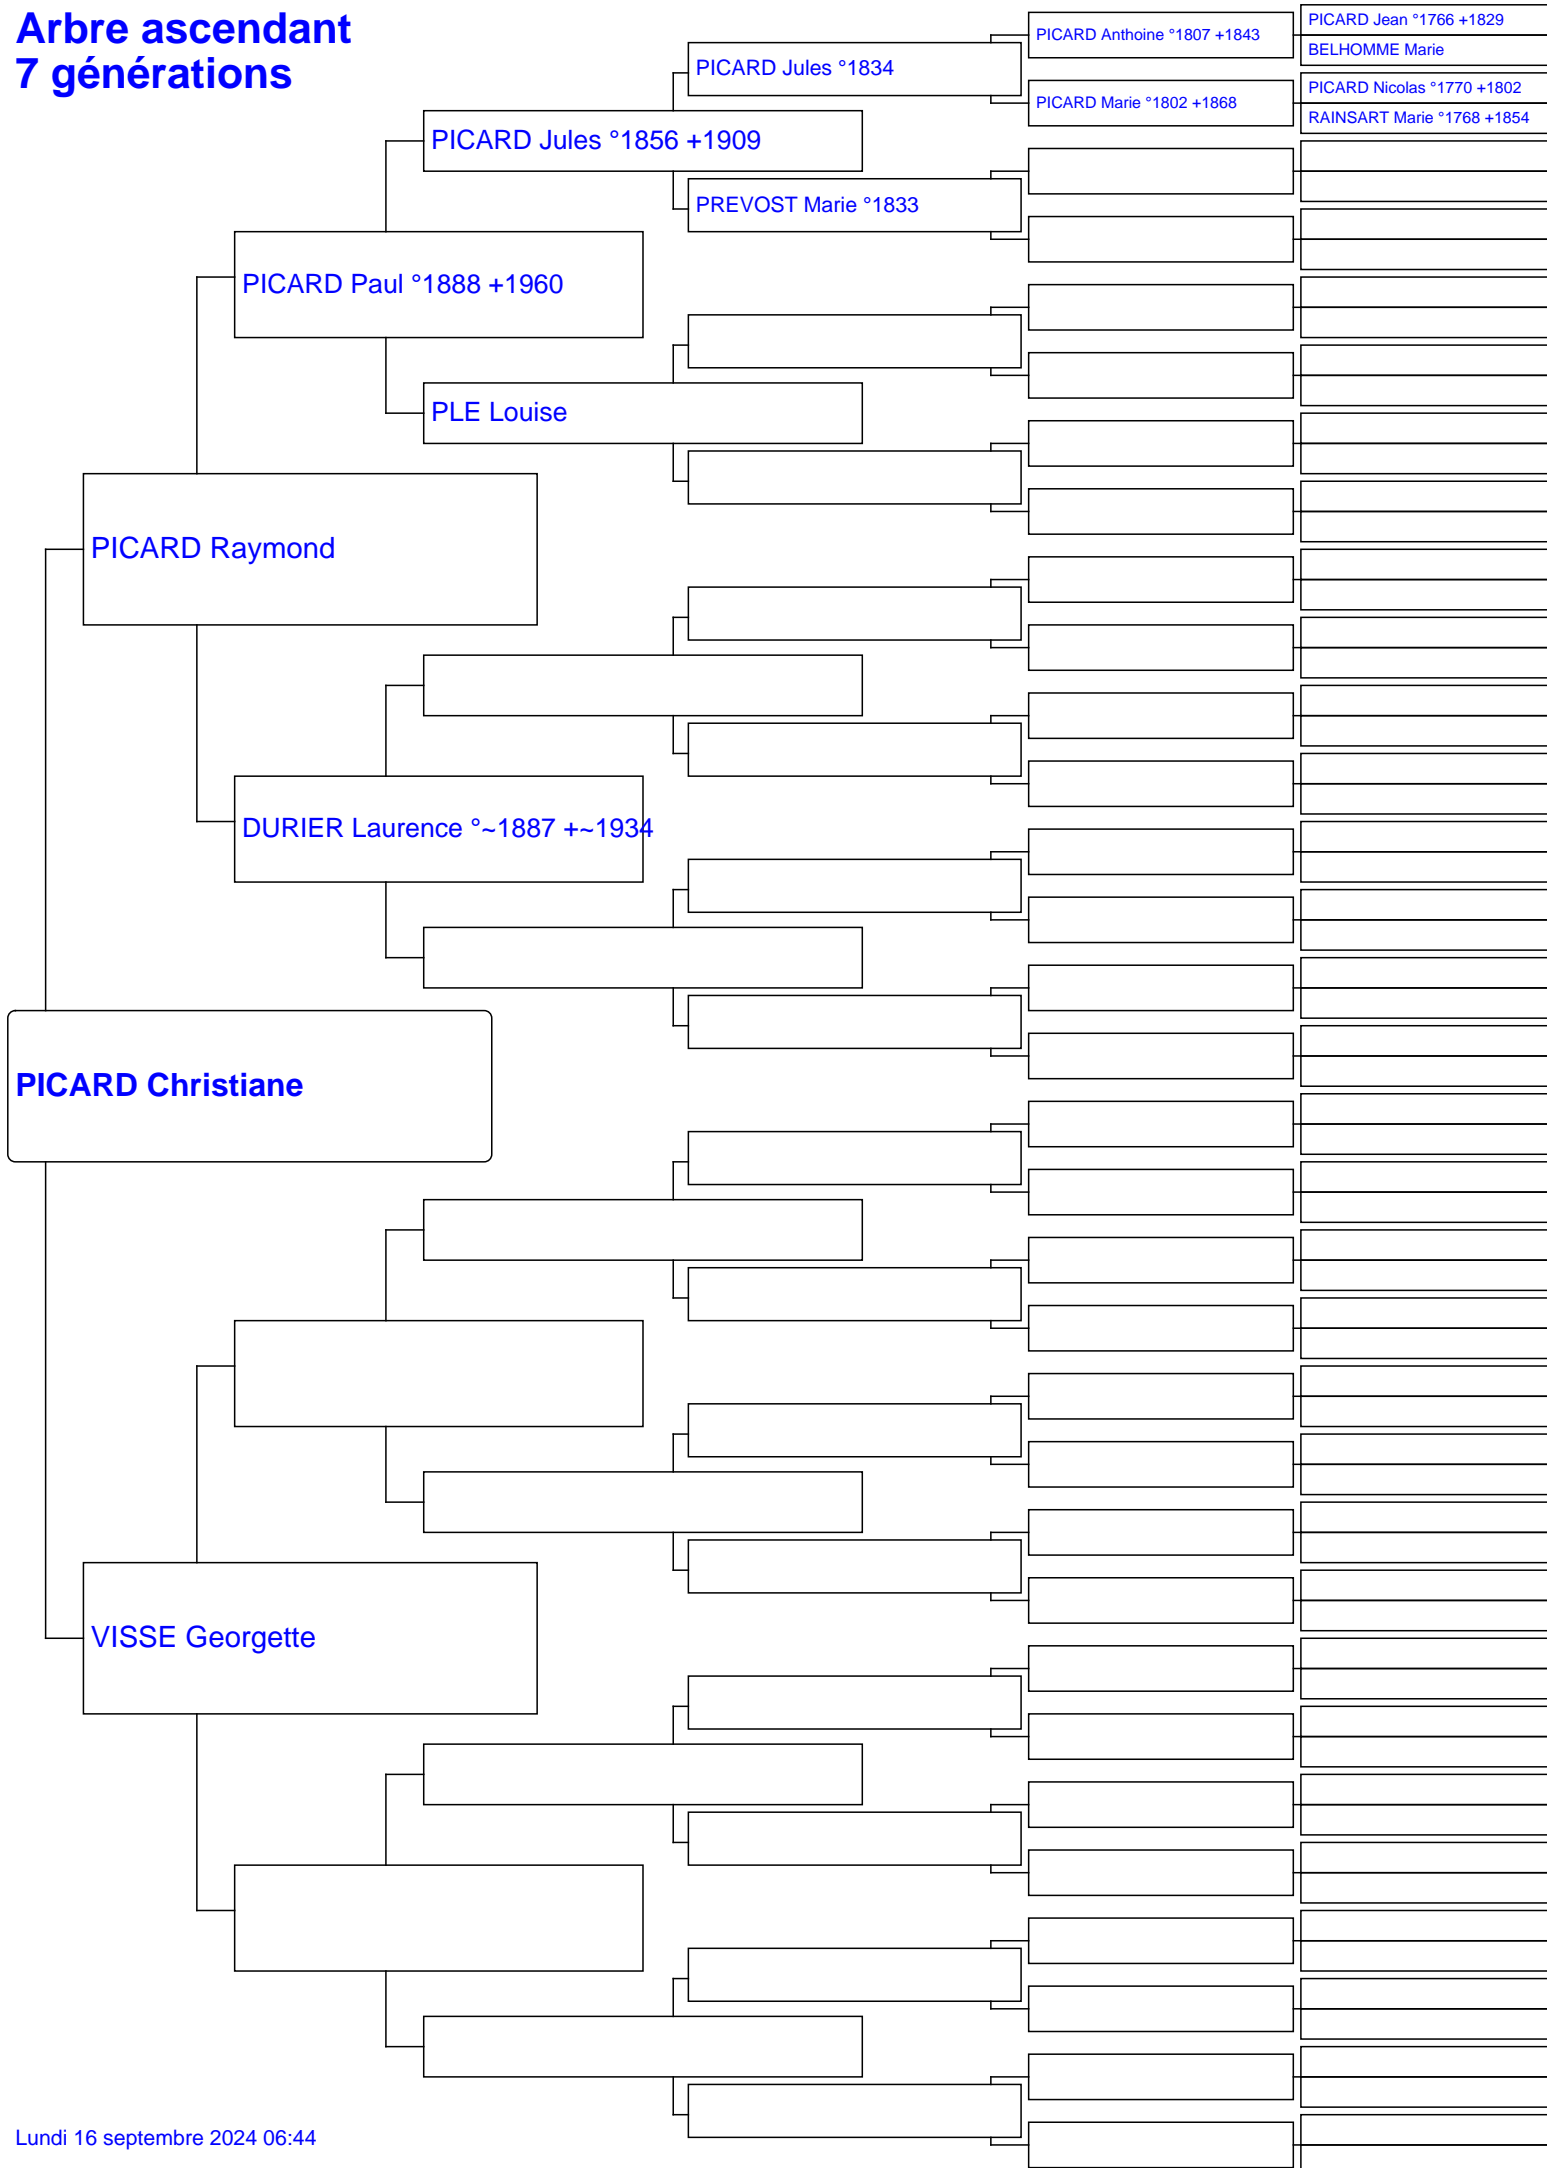 Arbre ascendant
7 générations
PICARD Jean °1766 +1829
PICARD Anthoine °1807 +1843
BELHOMME Marie
PICARD Jules °1834
PICARD Nicolas °1770 +1802
PICARD Marie °1802 +1868
RAINSART Marie °1768 +1854
PICARD Jules °1856 +1909
PREVOST Marie °1833
PICARD Paul °1888 +1960
PLE Louise
PICARD Raymond
DURIER Laurence °~1887 +~1934
PICARD Christiane
VISSE Georgette
Lundi 16 septembre 2024 06:44